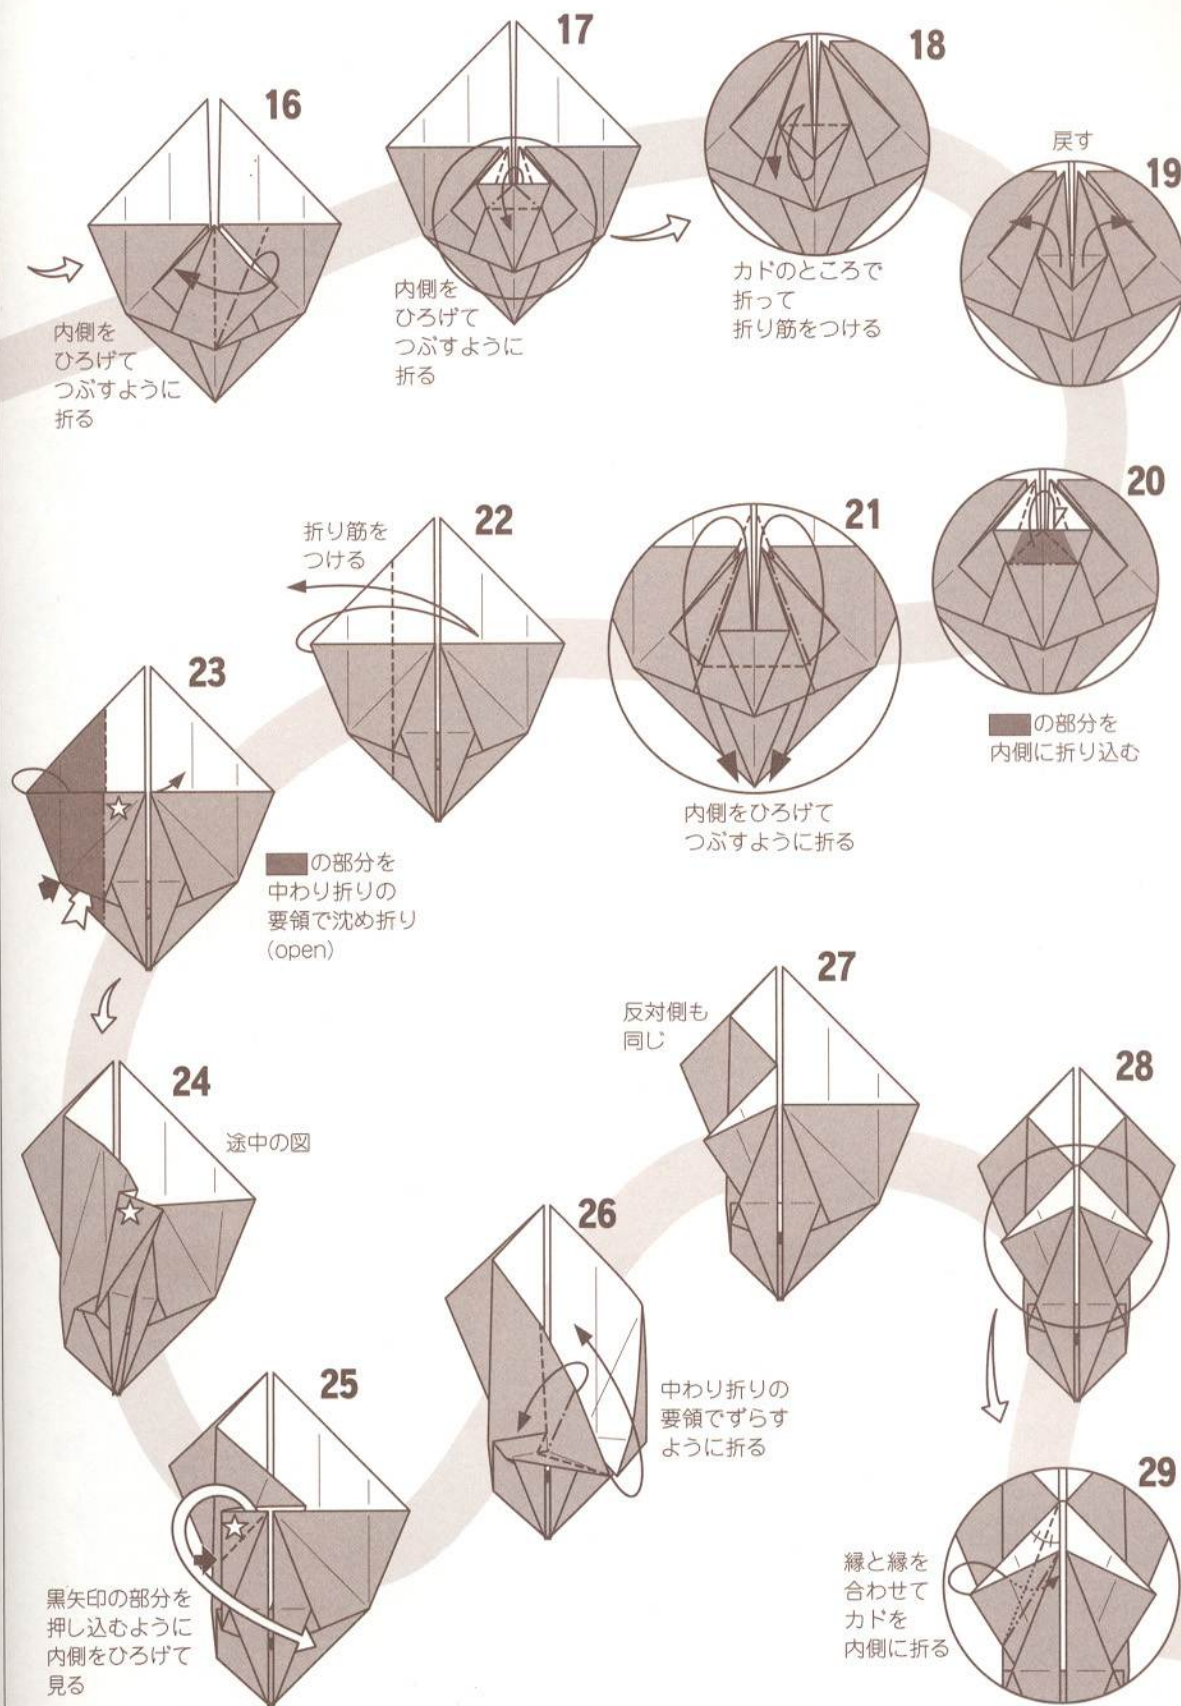 16
内側を
ひろげて
つぶすように
折る
17
内側を
ひろげて
つぶすように
折る
18
カドのところで
折って
折り筋をつける
戻す
19
20
の部分を
内側に折り込む
21
内側をひろげて
つぶすように折る
折り筋を
つける
22
23
の部分を
中わり折りの
要領で沈め折り
(open)
24
途中の図
25
黒矢印の部分を
押し込むように
内側をひろげて
見る
26
中わり折りの
要領でずらす
ように折る
27
反対側も
同じ
28
29
縁と縁を
合わせて
カドを
内側に折る